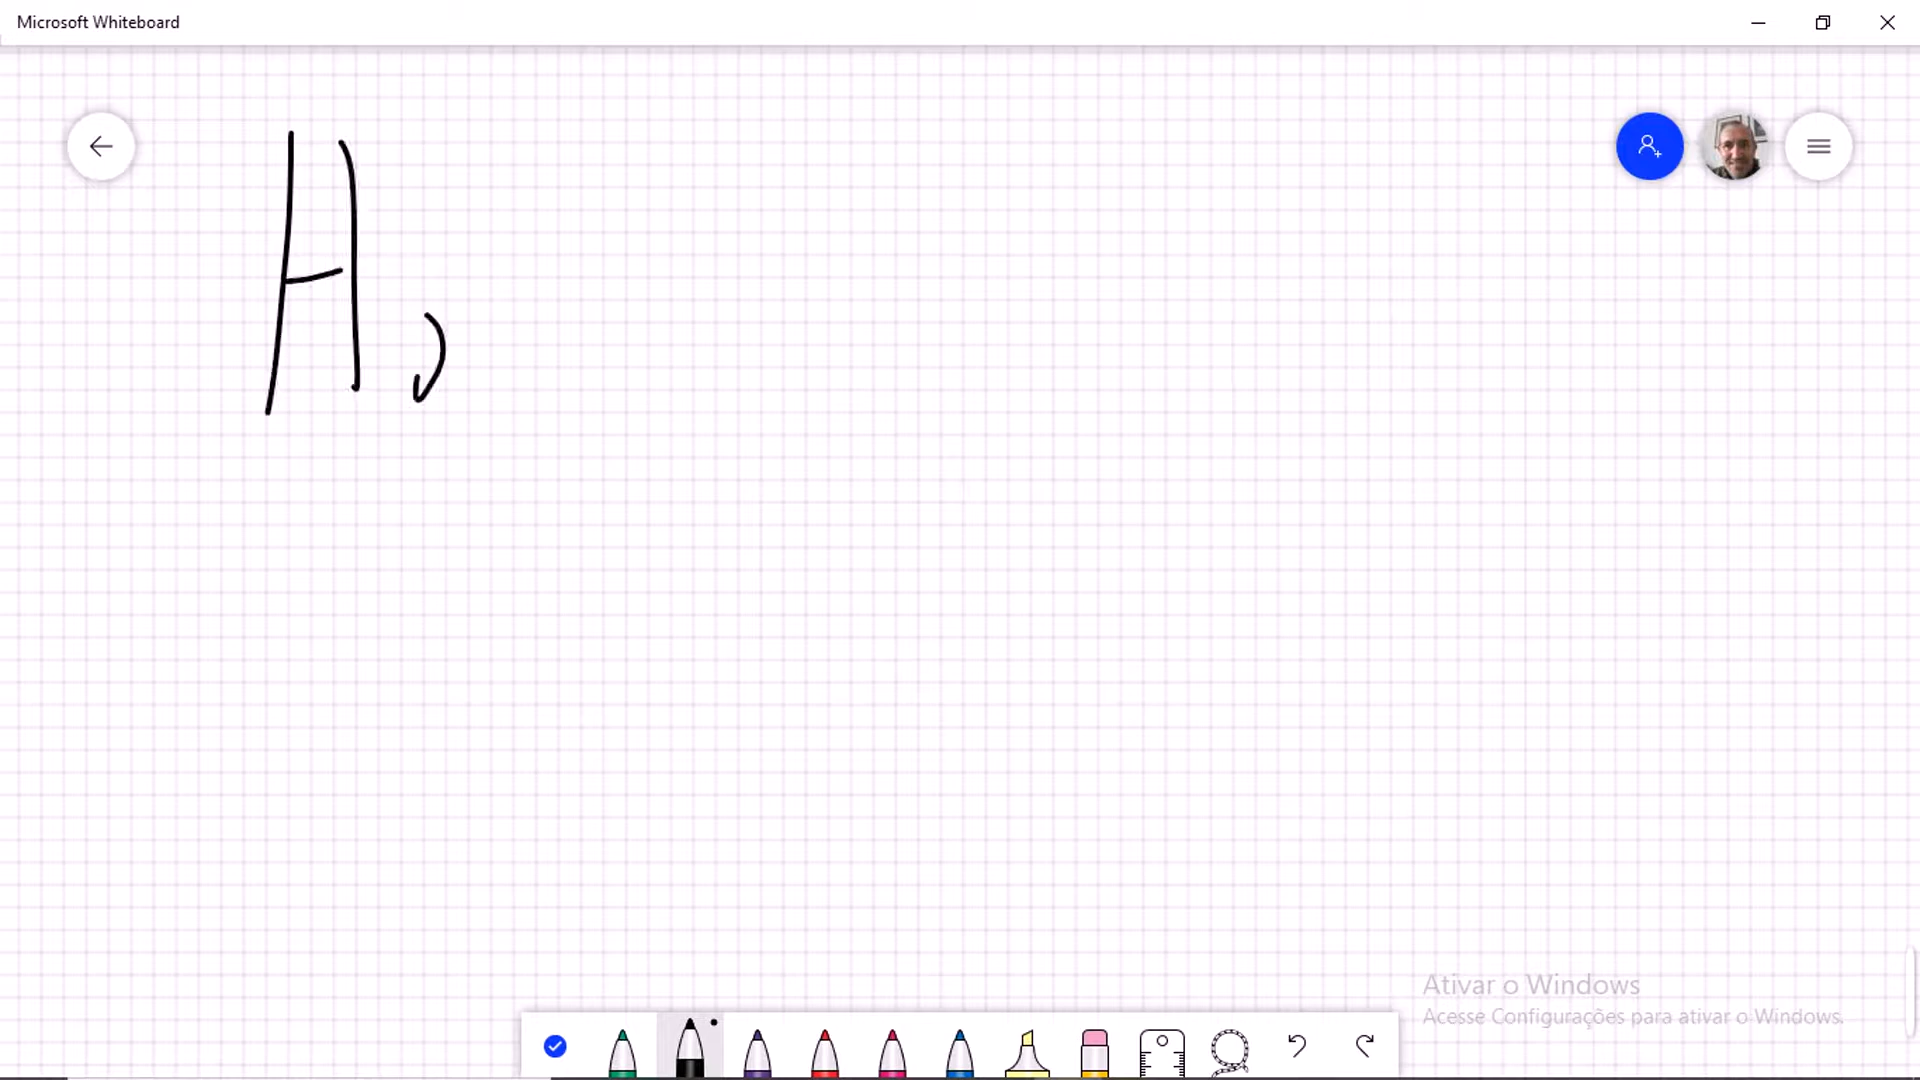 Microsoft Whiteboard
H
Ativar o Windows
Acesse Configurações para ativar o Windows.